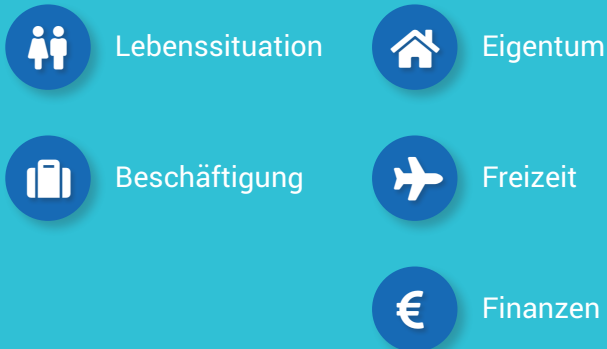 Lebenssituation
Eigentum
Beschäftigung
Freizeit
€
Finanzen